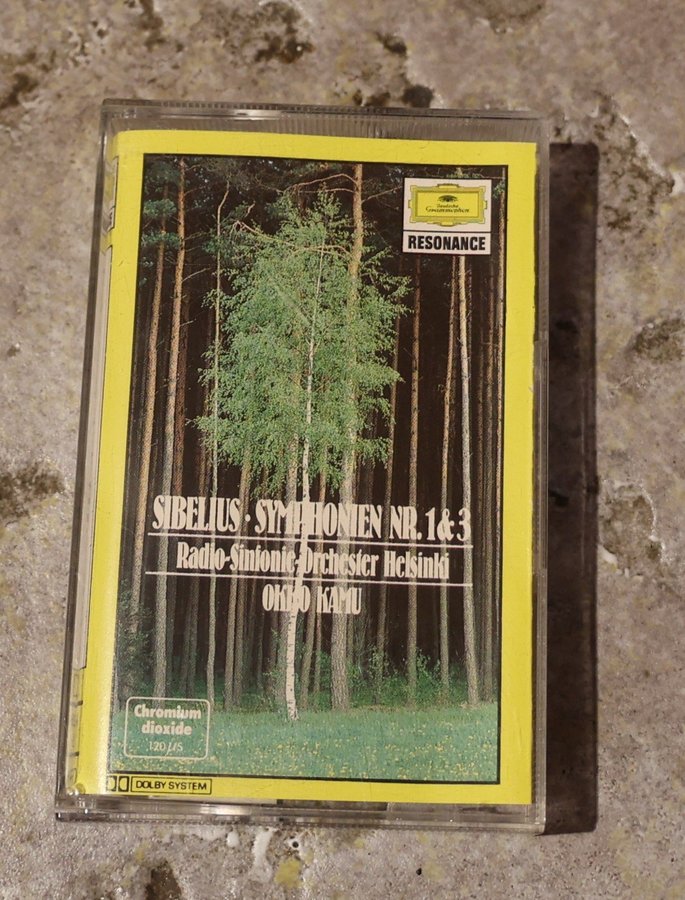 Deutsche
Grammophon
RESONANCE
SIBELIUS · SYMPHONIEN NR. 1 & 3
Radio-Sinfonie-Orchester Helsinki
OKKO KAMU
Chromium
dioxide
120 μS
DOLBY SYSTEM